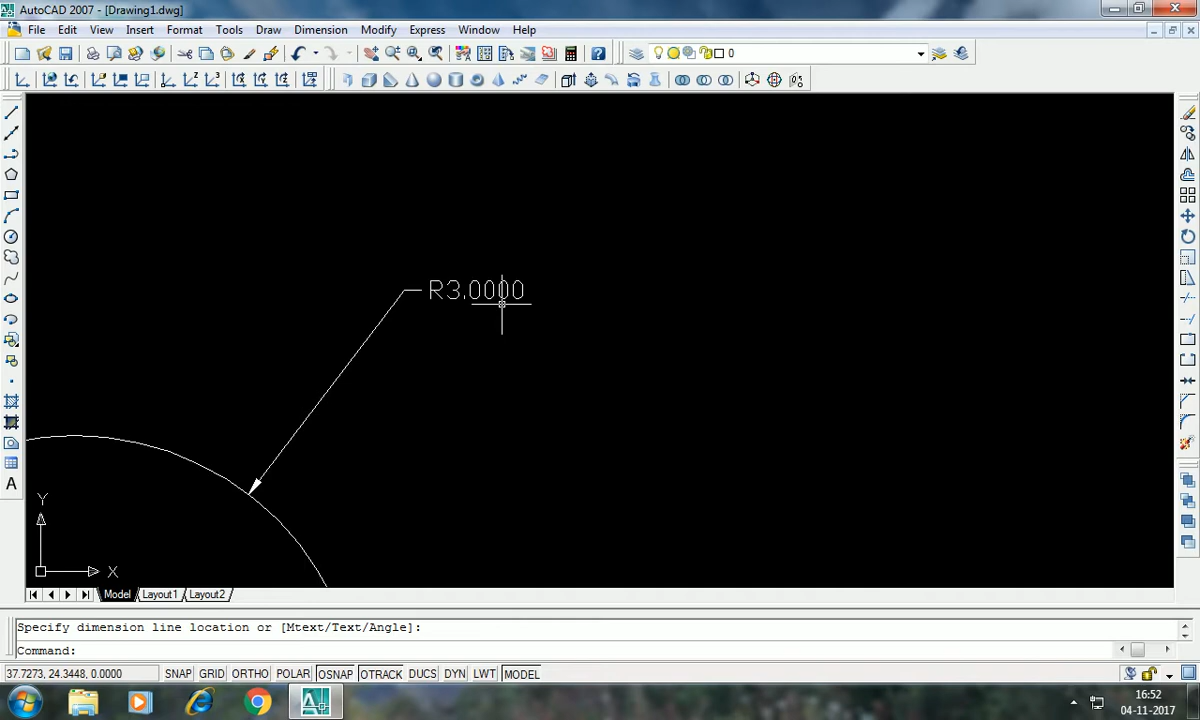 AutoCAD 2007 - [Drawing1.dwg]
File Edit View Insert Format Tools Draw Dimension Modify Express Window Help
0
R3.0000
Y
X
Model Layout1 Layout2
Specify dimension line location or [Mtext/Text/Angle]:
Command:
37.7273, 24.3448, 0.0000 SNAP GRID ORTHO POLAR OSNAP OTRACK DUCS DYN LWT MODEL
16:52
04-11-2017